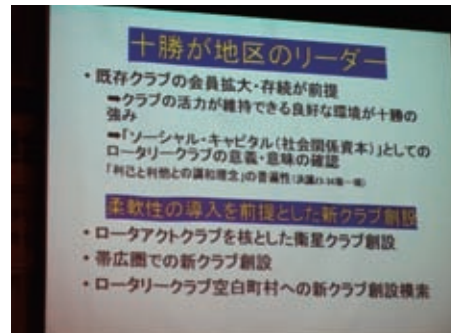 十勝が地区のリーダー
・既存クラブの会員拡大・存続が前提
➡クラブの活力が維持できる良好な環境が十勝の
強み
➡「ソーシャル・キャピタル(社会関係資本)」としての
ロータリークラブの意義・意味の確認
「利己と利他との調和理念」の普遍性
柔軟性の導入を前提とした新クラブ創設
・ロータアクトクラブを核とした衛星クラブ創設
・帯広圏での新クラブ創設
・ロータリークラブ空白町村への新クラブ創設模索